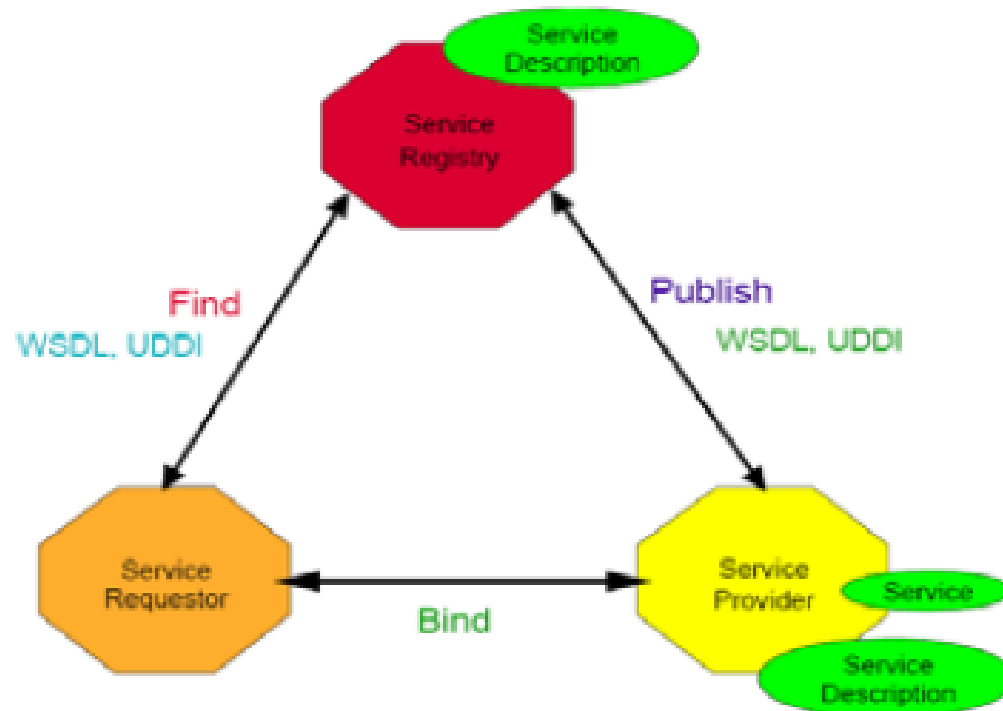 Service
Description
Service
Registry
Find
WSDL, UDDI
Publish
WSDL, UDDI
Service
Requestor
Bind
Service
Provider
Service
Service
Description